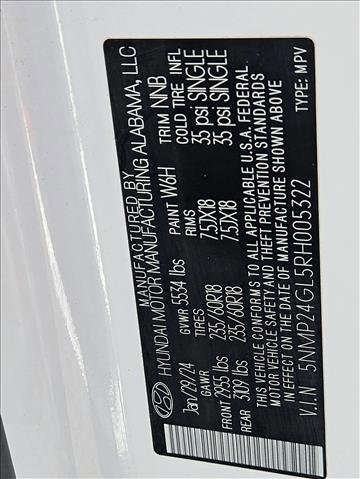 MANUFACTURED BY
HYUNDAI MOTOR MANUFACTURING ALABAMA, LLC
Jan/29/24 PAINT W6H TRIM NNB
GVWR 5534 lbs
GAWR TIRES RIMS COLD TIRE INFL
FRONT 2955 lbs 235/60R18 7.5JX18 35 psi SINGLE
REAR 3109 lbs 235/60R18 7.5JX18 35 psi SINGLE
THIS VEHICLE CONFORMS TO ALL APPLICABLE U.S.A. FEDERAL
MOTOR VEHICLE SAFETY AND THEFT PREVENTION STANDARDS
IN EFFECT ON THE DATE OF MANUFACTURE SHOWN ABOVE.
V.I.N: 5NMP24GL5RH005322 TYPE: MPV